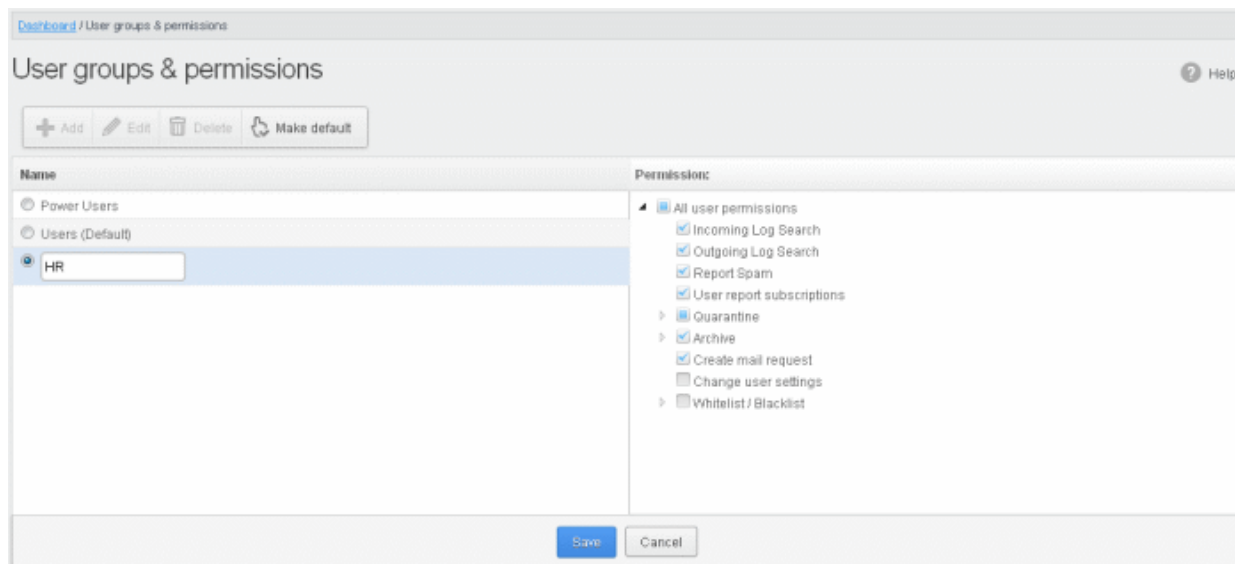 Dashboard / User groups & permissions
User groups & permissions
Help
Add Edit Delete Make default
Name
Permission:
Power Users
Users (Default)
HR
All user permissions
Incoming Log Search
Outgoing Log Search
Report Spam
User report subscriptions
Quarantine
Archive
Create mail request
Change user settings
Whitelist / Blacklist
Save Cancel